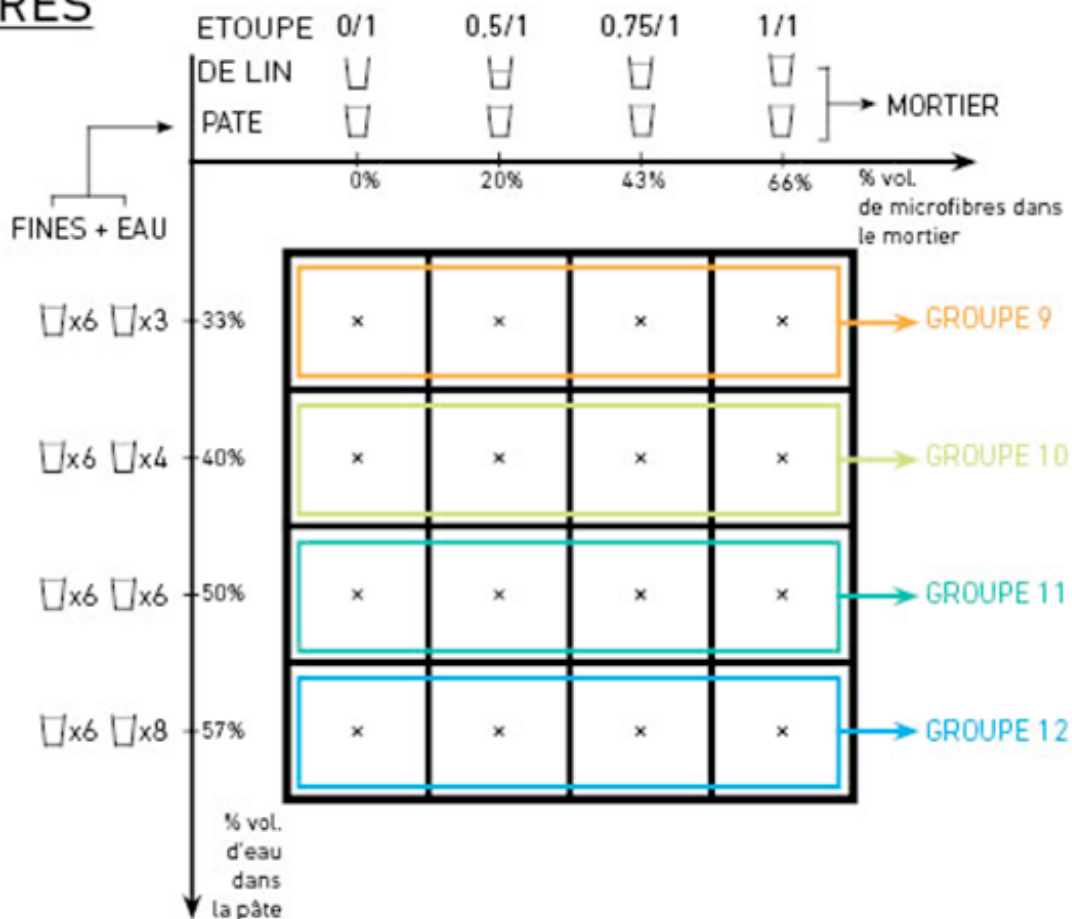 RES
ETOUPE 0/1 0,5/1 0,75/1 1/1
DE LIN
PATE
MORTIER
0% 20% 43% 66%
% vol.
de microfibres dans
le mortier
FINES + EAU
x6 x3 33%
GROUPE 9
x6 x4 40%
GROUPE 10
x6 x6 50%
GROUPE 11
x6 x8 57%
GROUPE 12
% vol.
d'eau
dans
la pâte